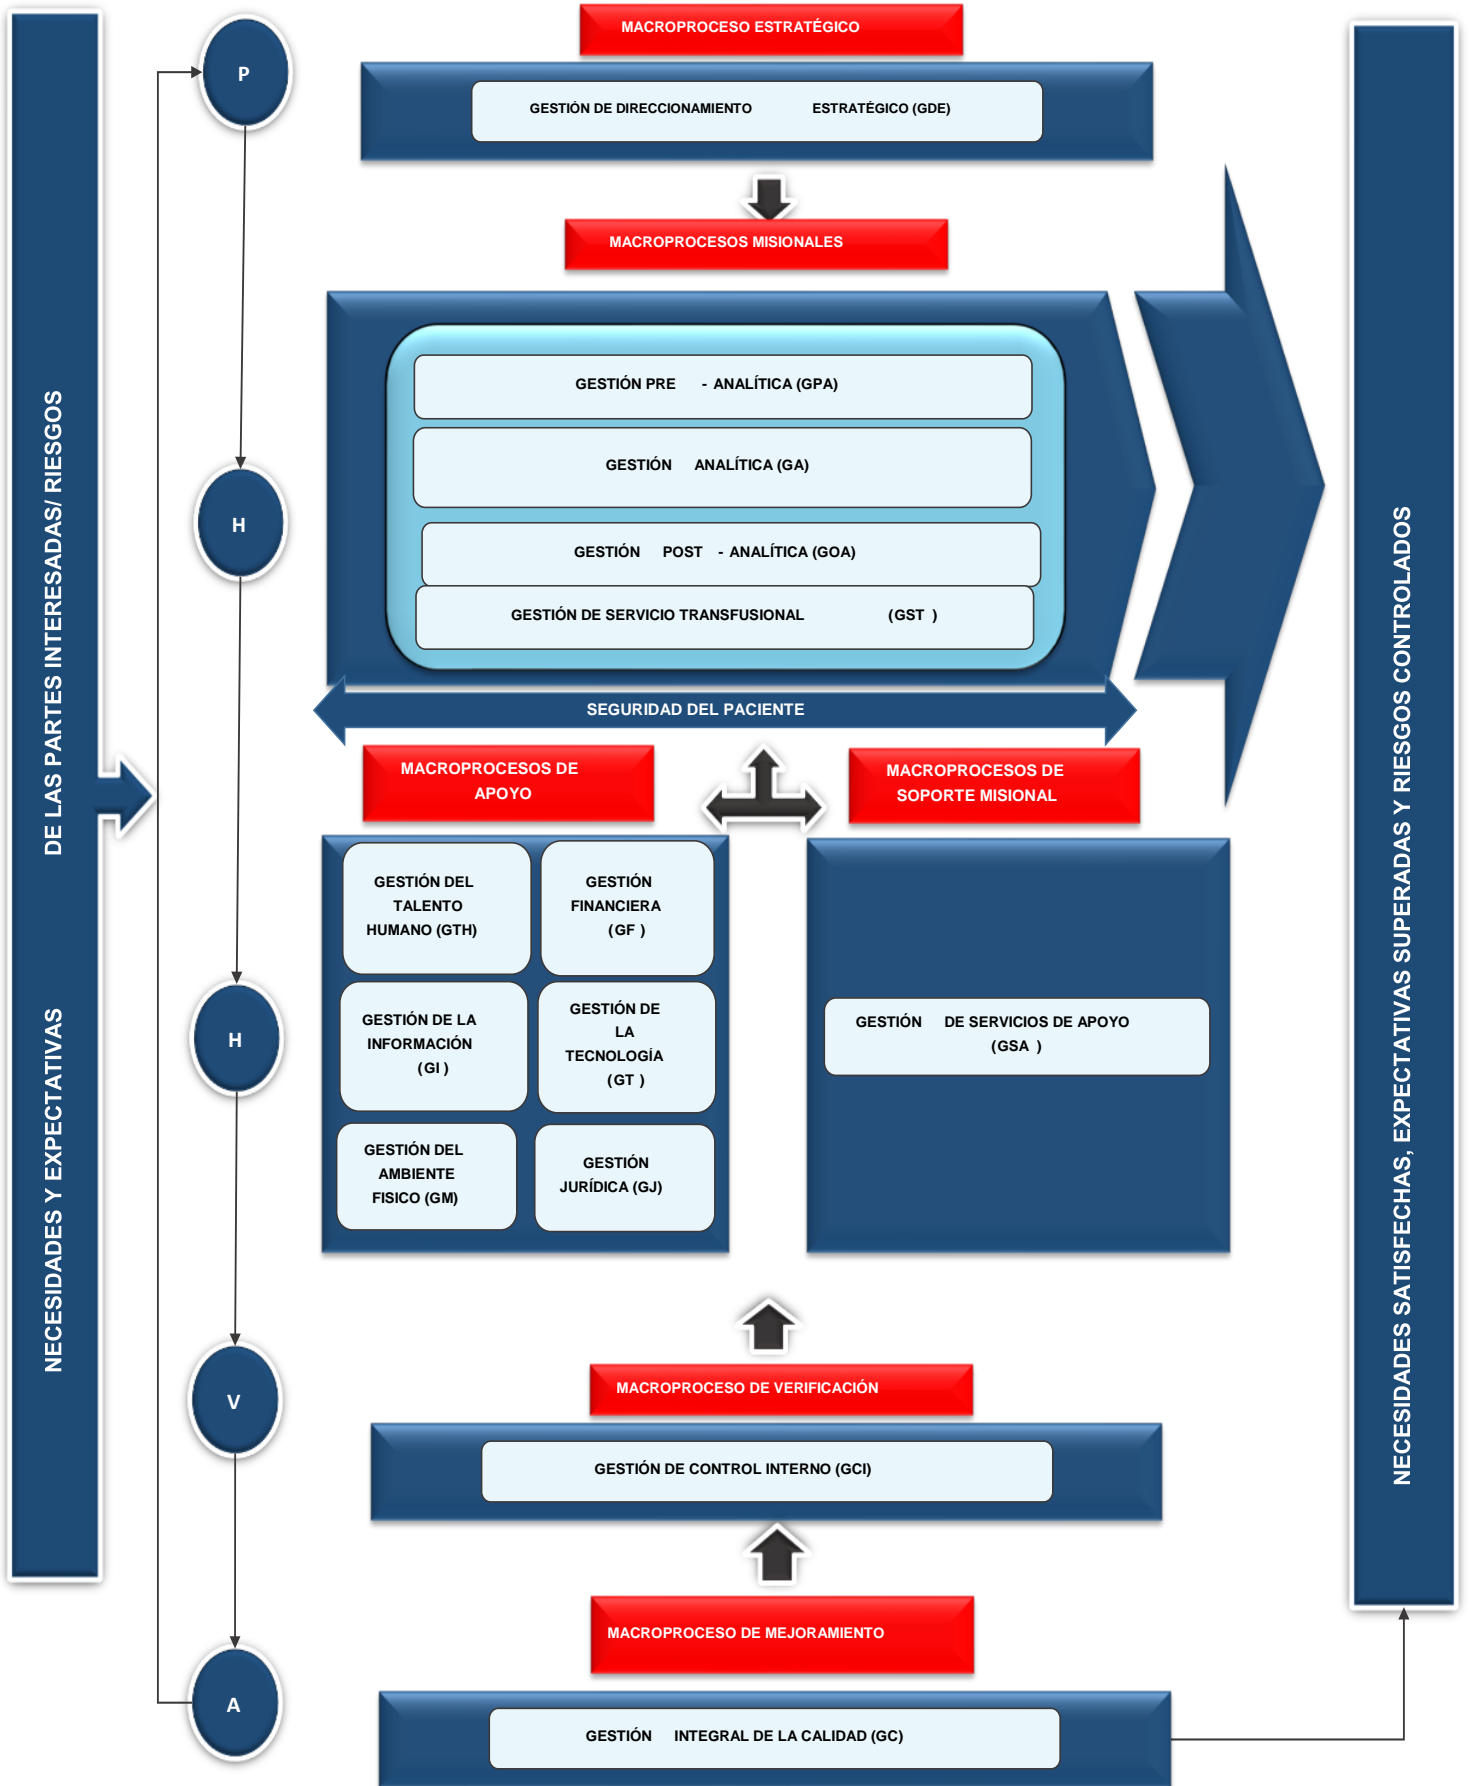 NECESIDADES Y EXPECTATIVAS DE LAS PARTES INTERESADAS/ RIESGOS
P
H
H
V
A
MACROPROCESO ESTRATÉGICO
GESTIÓN DE DIRECCIONAMIENTO ESTRATÉGICO (GDE)
MACROPROCESOS MISIONALES
GESTIÓN PRE - ANALÍTICA (GPA)
GESTIÓN ANALÍTICA (GA)
GESTIÓN POST - ANALÍTICA (GOA)
GESTIÓN DE SERVICIO TRANSFUSIONAL (GST )
SEGURIDAD DEL PACIENTE
MACROPROCESOS DE
APOYO
GESTIÓN DEL
TALENTO
HUMANO (GTH)
GESTIÓN
FINANCIERA
(GF )
GESTIÓN DE LA
INFORMACIÓN
(GI )
GESTIÓN DE
LA
TECNOLOGÍA
(GT )
GESTIÓN DEL
AMBIENTE
FISICO (GM)
GESTIÓN
JURÍDICA (GJ)
MACROPROCESOS DE
SOPORTE MISIONAL
GESTIÓN DE SERVICIOS DE APOYO
(GSA )
MACROPROCESO DE VERIFICACIÓN
GESTIÓN DE CONTROL INTERNO (GCI)
MACROPROCESO DE MEJORAMIENTO
GESTIÓN INTEGRAL DE LA CALIDAD (GC)
NECESIDADES SATISFECHAS, EXPECTATIVAS SUPERADAS Y RIESGOS CONTROLADOS